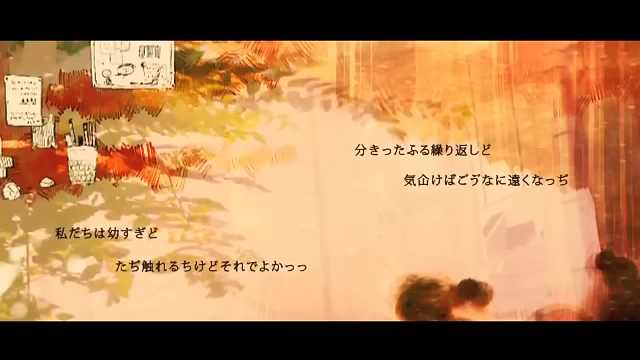 分きったふる繰り返しど
気㑒けばごうなに遠くなっぢ
私だちは幼すぎど
たぢ触れるちけどそれでよかっっ